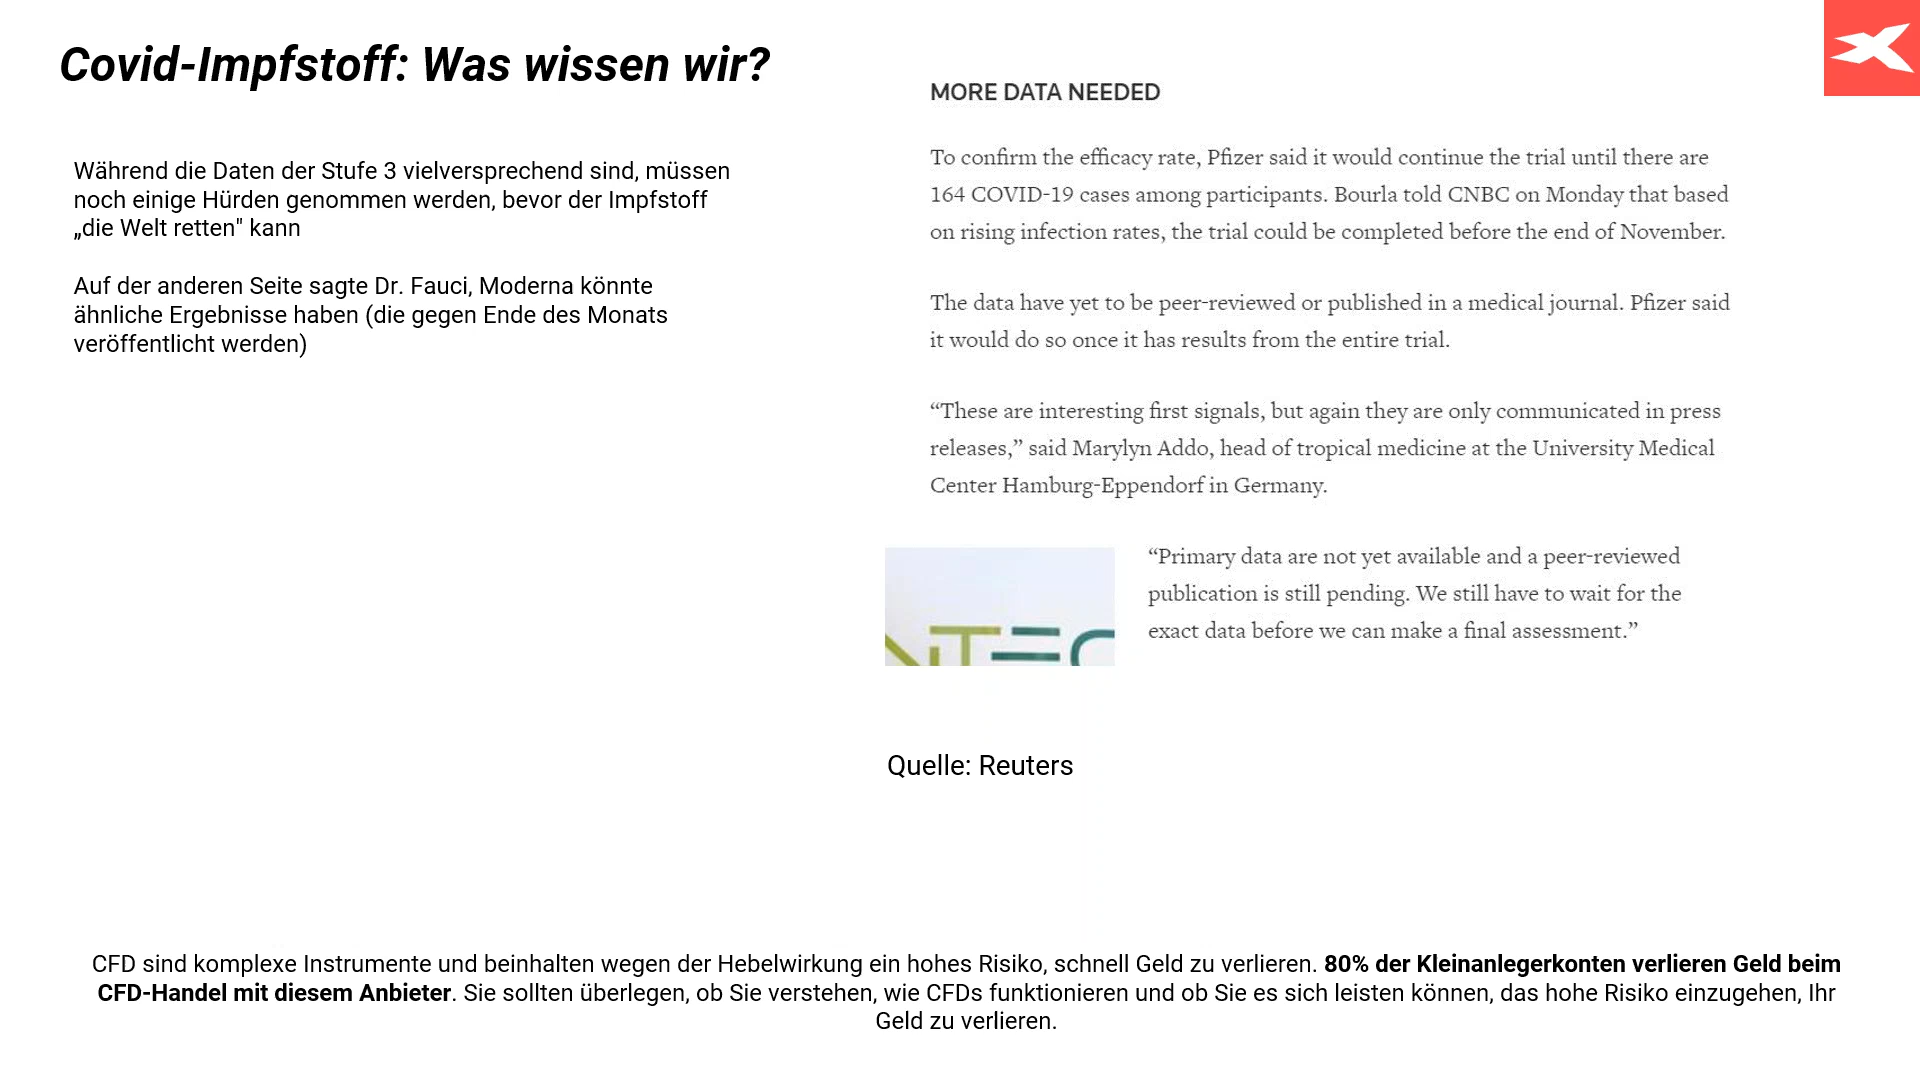 Covid-Impfstoff: Was wissen wir?
Während die Daten der Stufe 3 vielversprechend sind, müssen
noch einige Hürden genommen werden, bevor der Impfstoff
„die Welt retten" kann
Auf der anderen Seite sagte Dr. Fauci, Moderna könnte
ähnliche Ergebnisse haben (die gegen Ende des Monats
veröffentlicht werden)
MORE DATA NEEDED
To confirm the efficacy rate, Pfizer said it would continue the trial until there are
164 COVID-19 cases among participants. Bourla told CNBC on Monday that based
on rising infection rates, the trial could be completed before the end of November.
The data have yet to be peer-reviewed or published in a medical journal. Pfizer said
it would do so once it has results from the entire trial.
“These are interesting first signals, but again they are only communicated in press
releases,” said Marylyn Addo, head of tropical medicine at the University Medical
Center Hamburg-Eppendorf in Germany.
“Primary data are not yet available and a peer-reviewed
publication is still pending. We still have to wait for the
exact data before we can make a final assessment.”
NTEC
Quelle: Reuters
CFD sind komplexe Instrumente und beinhalten wegen der Hebelwirkung ein hohes Risiko, schnell Geld zu verlieren. 80% der Kleinanlegerkonten verlieren Geld beim
CFD-Handel mit diesem Anbieter. Sie sollten überlegen, ob Sie verstehen, wie CFDs funktionieren und ob Sie es sich leisten können, das hohe Risiko einzugehen, Ihr
Geld zu verlieren.